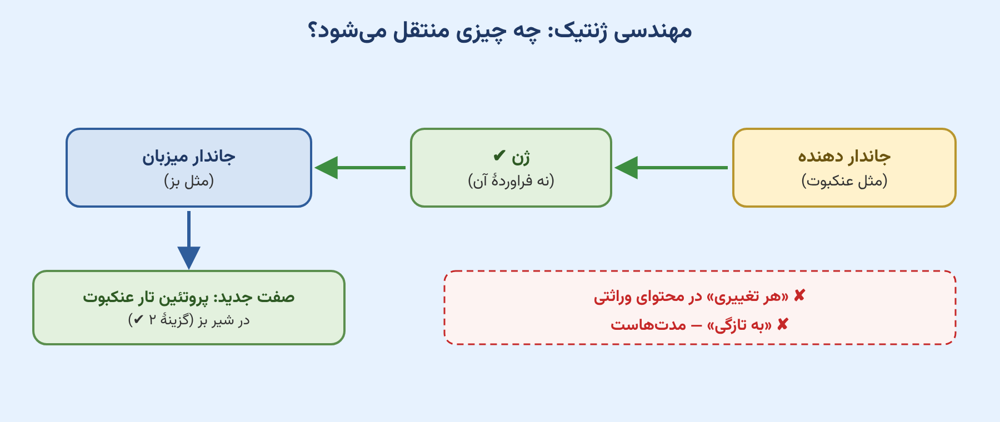 مهندسی ژنتیک: چه چیزی منتقل می‌شود؟
جاندار دهنده
(مثل عنکبوت)
ژن ✔
(نه فراوردهٔ آن)
جاندار میزبان
(مثل بز)
✘ «هر تغییری» در محتوای وراثتی
✘ «به تازگی» — مدت‌هاست
صفت جدید: پروتئین تار عنکبوت
در شیر بز (گزینهٔ ۲ ✔)